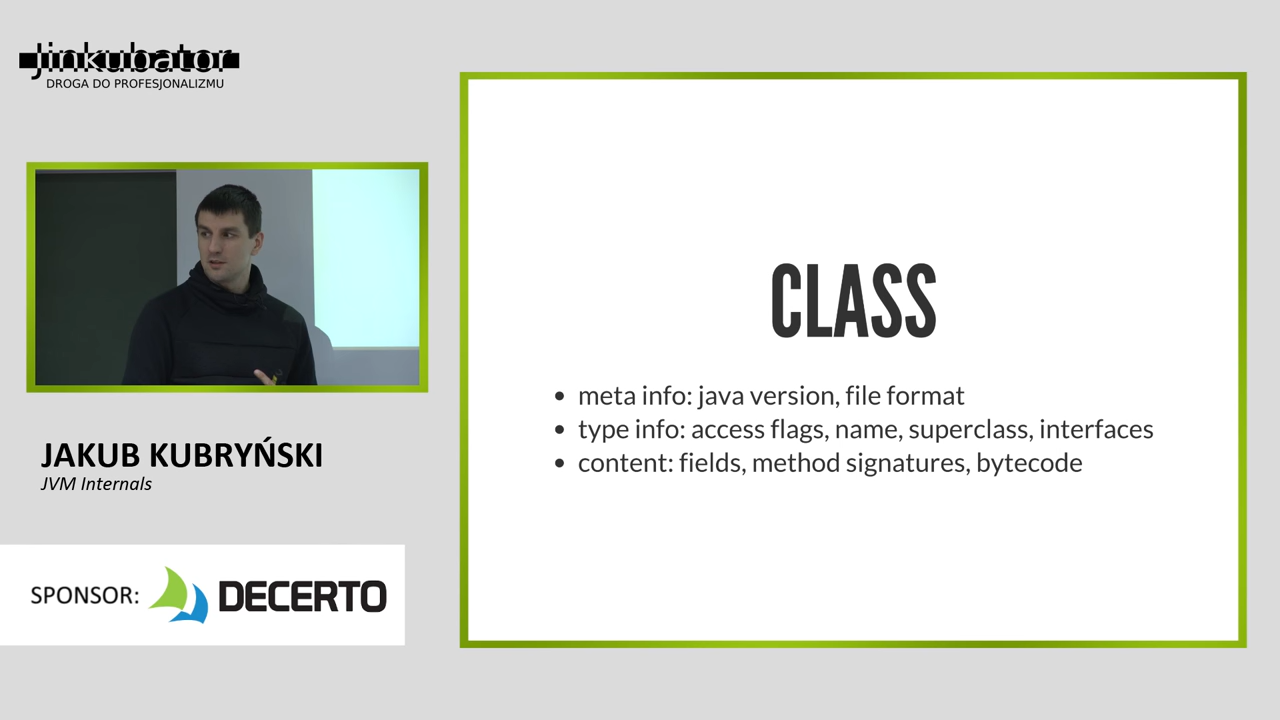 Jinkubator
DROGA DO PROFESJONALIZMU
JAKUB KUBRYŃSKI
JVM Internals
SPONSOR: DECERTO
CLASS
• meta info: java version, file format
• type info: access flags, name, superclass, interfaces
• content: fields, method signatures, bytecode